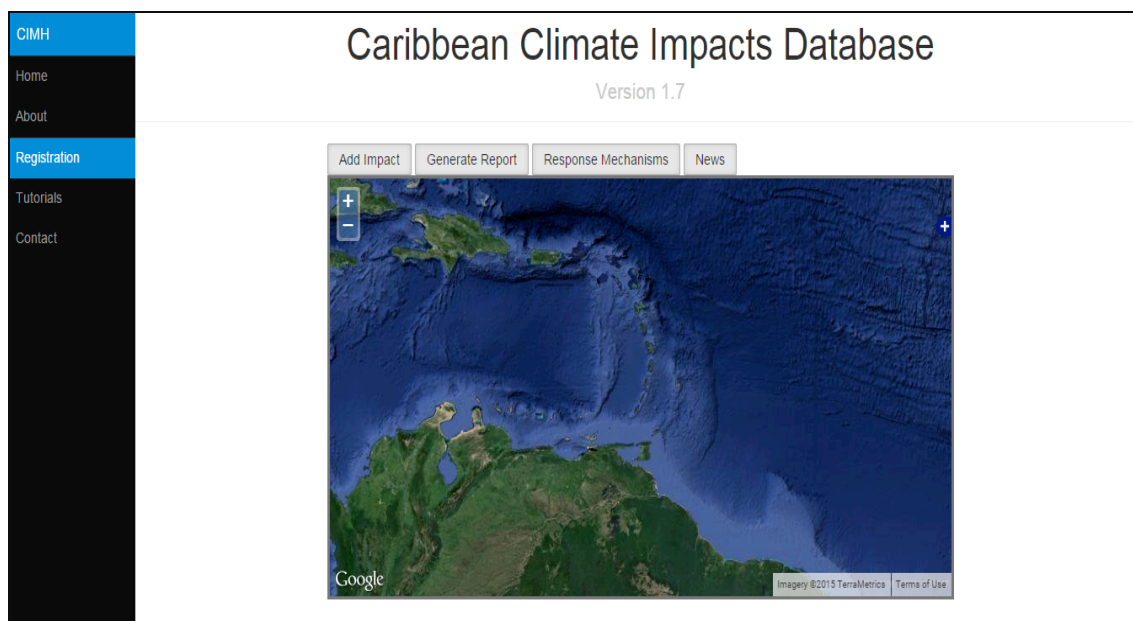 CIMH
Home
About
Registration
Tutorials
Contact
Caribbean Climate Impacts Database
Version 1.7
Add Impact Generate Report Response Mechanisms News
+
−
+
Google
Imagery ©2015 TerraMetrics Terms of Use